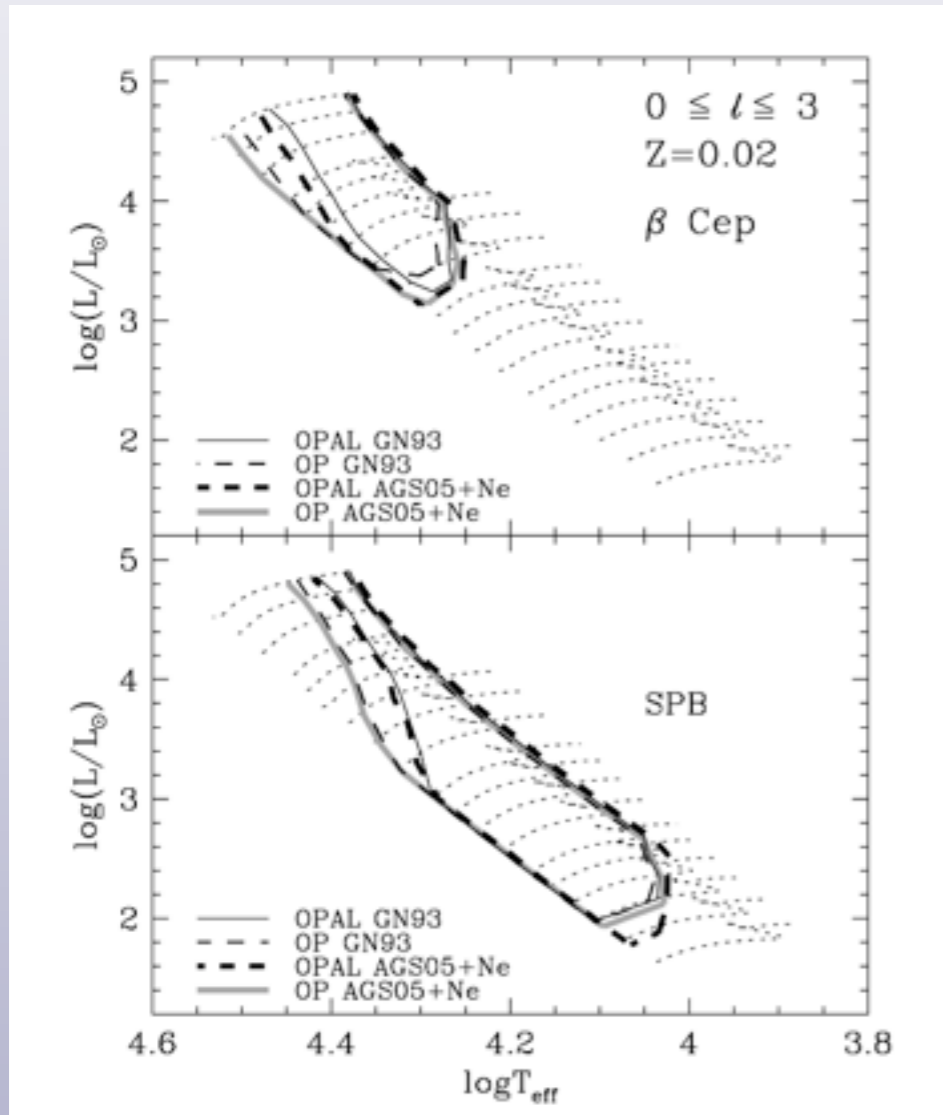 5
0 ≤ ℓ ≤ 3
Z=0.02
4
β Cep
log(L/L⊙)
3
2
OPAL GN93
OP GN93
OPAL AGS05+Ne
OP AGS05+Ne
5
4
SPB
log(L/L⊙)
3
2
OPAL GN93
OP GN93
OPAL AGS05+Ne
OP AGS05+Ne
4.6 4.4 4.2 4 3.8
logTeff